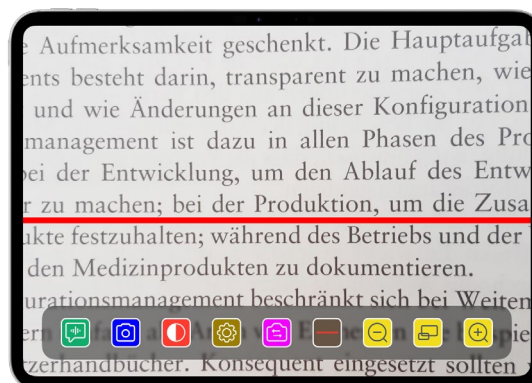 Aufmerksamkeit geschenkt. Die Hauptaufga
ents besteht darin, transparent zu machen, wie
und wie Änderungen an dieser Konfiguration
management ist dazu in allen Phasen des Pro
bei der Entwicklung, um den Ablauf des Entw
r zu machen; bei der Produktion, um die Zusa
ukte festzuhalten; während des Betriebs und der
den Medizinprodukten zu dokumentieren.
urationsmanagement beschränkt sich bei Weiten
zerhandbücher. Konsequent eingesetzt sollten